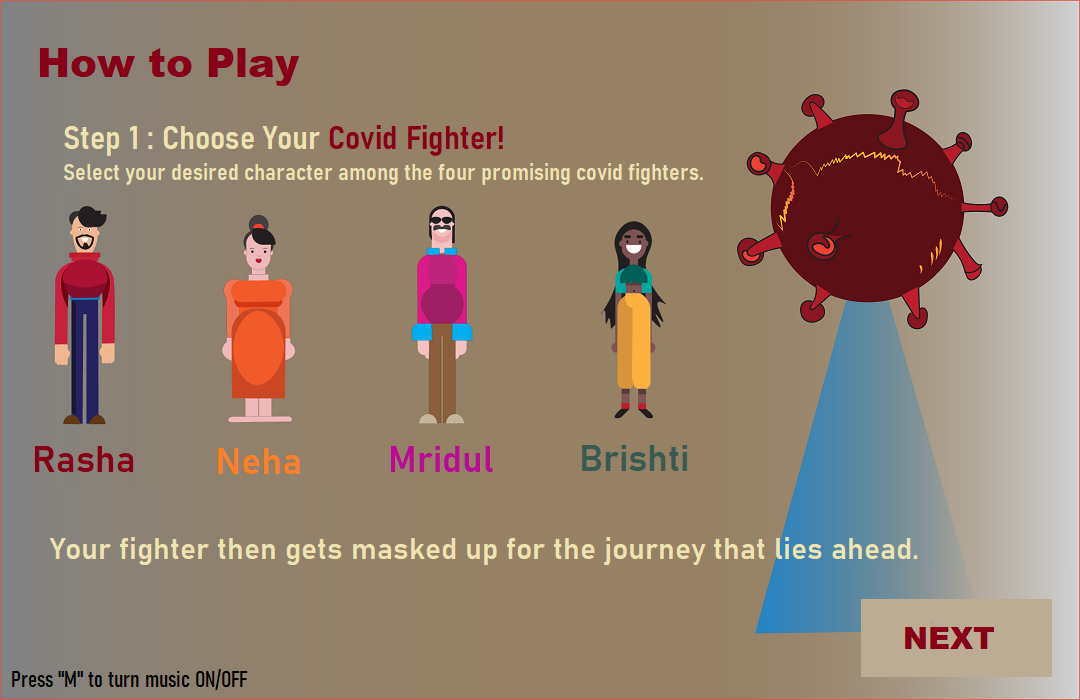 How to Play
Step 1 : Choose Your Covid Fighter!
Select your desired character among the four promising covid fighters.
Rasha Neha Mridul Brishti
Your fighter then gets masked up for the journey that lies ahead.
NEXT
Press "M" to turn music ON/OFF